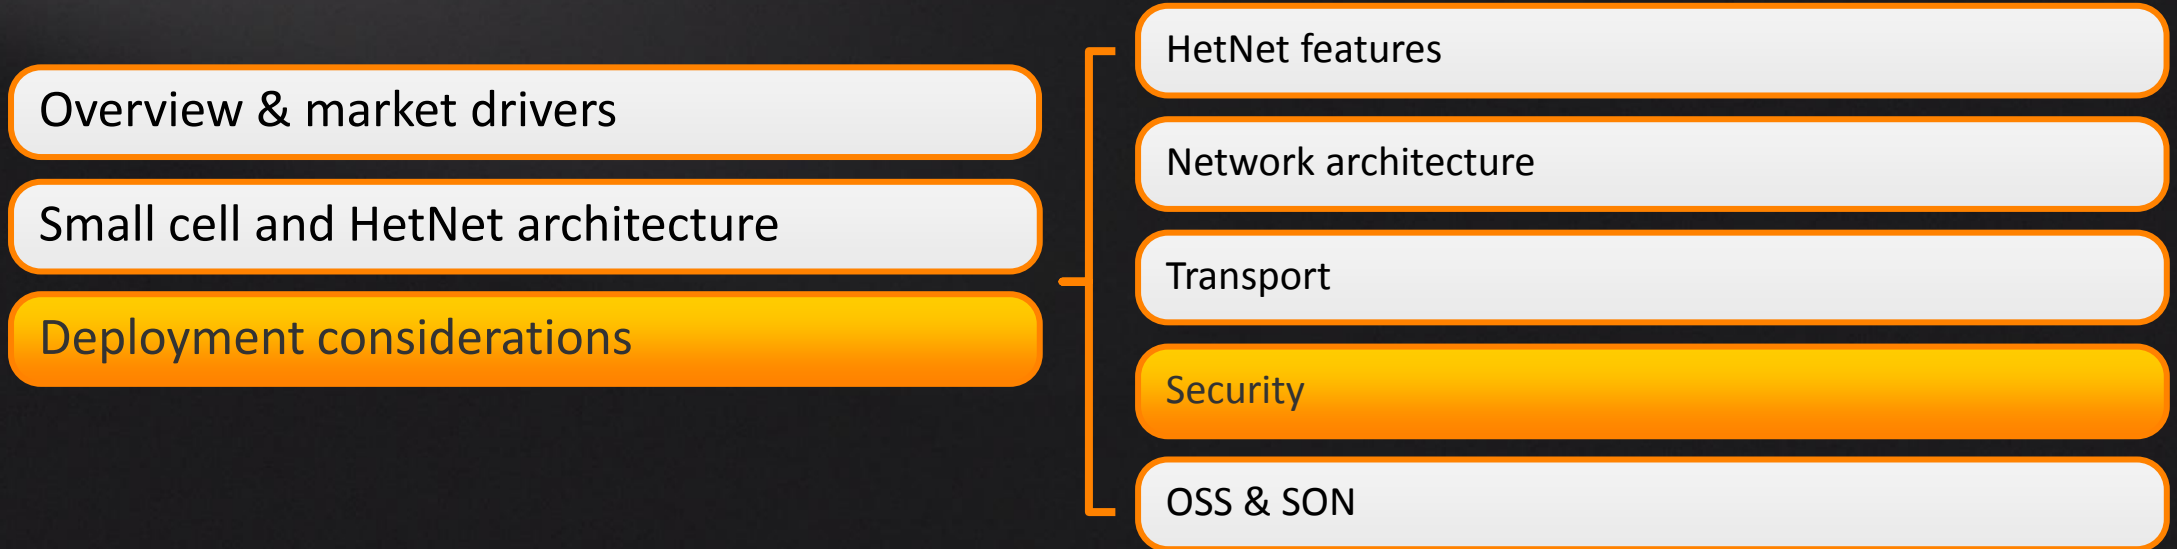 Overview & market drivers
Small cell and HetNet architecture
Deployment considerations
HetNet features
Network architecture
Transport
Security
OSS & SON